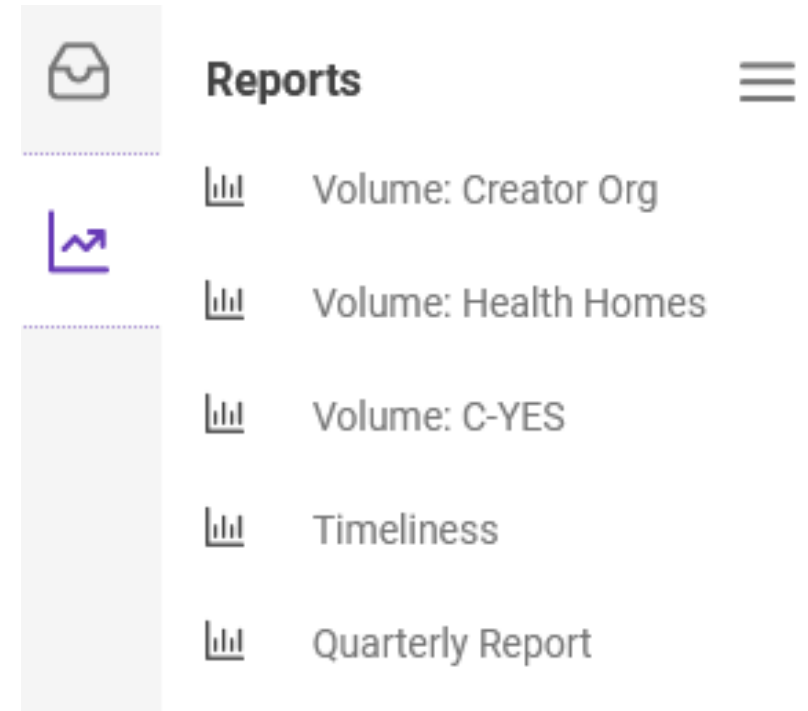 Reports
Volume: Creator Org
Volume: Health Homes
Volume: C-YES
Timeliness
Quarterly Report